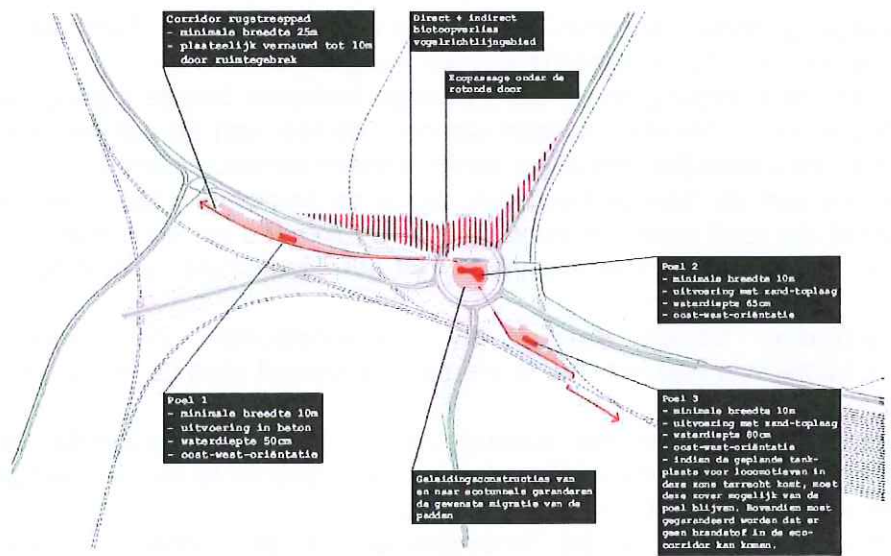 Corridor rugstreeppad
- minimale breedte 25m
- plaatselijk vernauwd tot 10m
door ruimtegebrek
Direct + indirect
biotoopverlies
vogelrichtlijngebied
Ecopassage onder de
rotonde door
Poel 2
- minimale breedte 10m
- uitvoering met zand-toplaag
- waterdiepte 65cm
- oost-west-oriëntatie
Poel 1
- minimale breedte 10m
- uitvoering in beton
- waterdiepte 50cm
- oost-west-oriëntatie
Geleidingsconstructies van
en naar ecotunnels garanderen
de gewenste migratie van de
padden
Poel 3
- minimale breedte 10m
- uitvoering met zand-toplaag
- waterdiepte 80cm
- oost-west-oriëntatie
- indien de geplande tank-
plaats voor locomotieven in
deze zone terrecht komt, moet
deze zover mogelijk van de
poel blijven. Bovendien moet
gegarandeerd worden dat er
geen brandstof in de eco-
corridor kan komen.